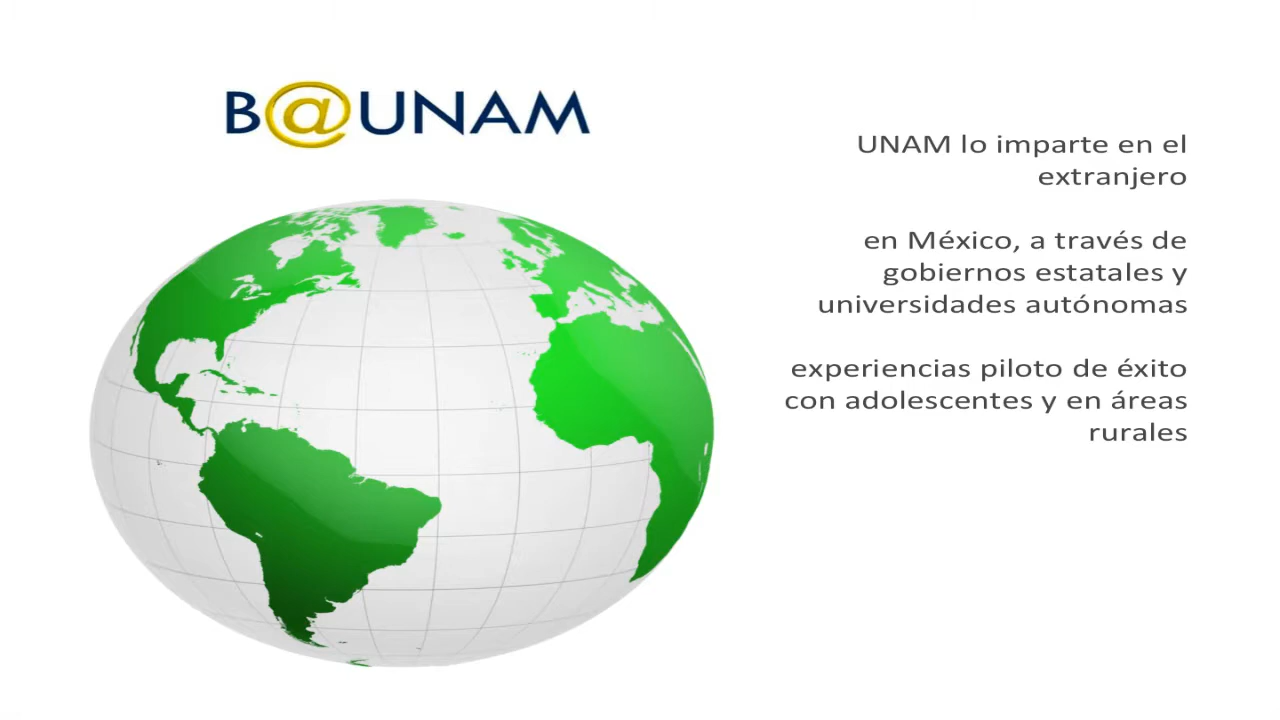 B@UNAM
UNAM lo imparte en el
extranjero
en México, a través de
gobiernos estatales y
universidades autónomas
experiencias piloto de éxito
con adolescentes y en áreas
rurales